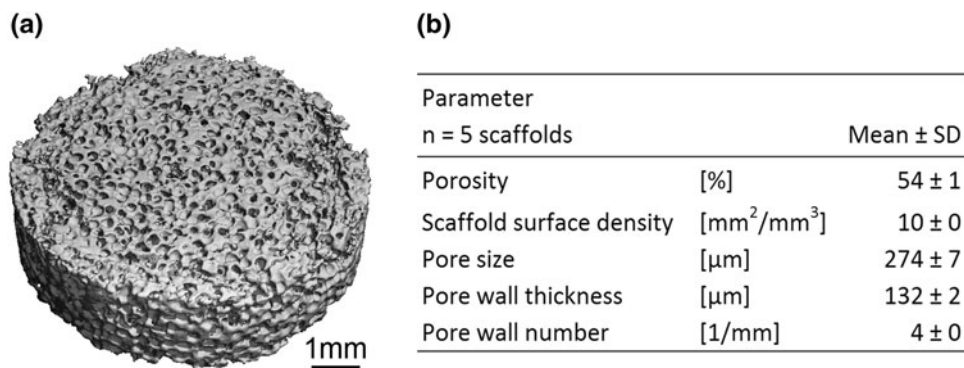 (a)
1mm
(b)
Parameter
n = 5 scaffolds Mean ± SD
Porosity [%] 54 ± 1
Scaffold surface density [mm²/mm³] 10 ± 0
Pore size [µm] 274 ± 7
Pore wall thickness [µm] 132 ± 2
Pore wall number [1/mm] 4 ± 0